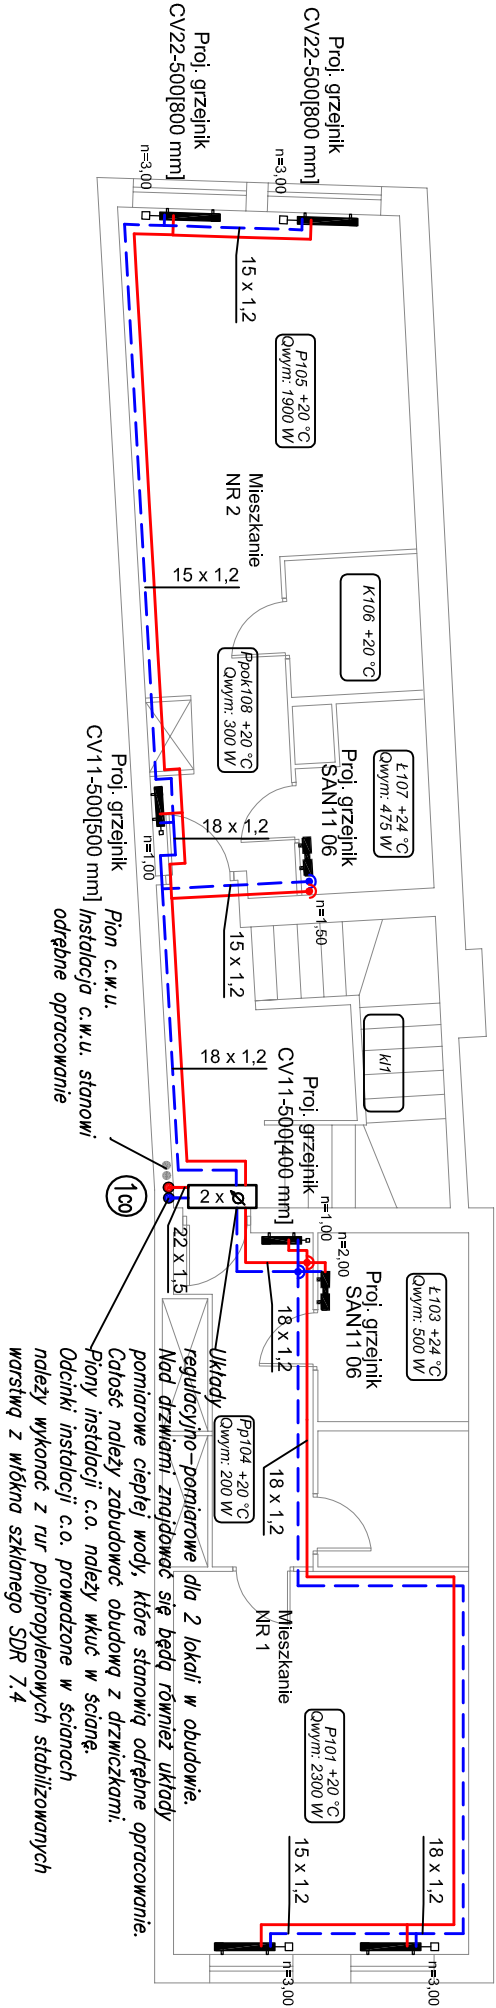 Proj. grzejnik
CV22-500[800 mm]
n=3,00
Proj. grzejnik
CV22-500[800 mm]
n=3,00
15 x 1,2
P105 +20 °C
Qwym: 1900 W
Mieszkanie
NR 2
15 x 1,2
K106 +20 °C
Ppok108 +20 °C
Qwym: 300 W
Ł107 +24 °C
Qwym: 475 W
Proj. grzejnik
SAN11 06
n=1,50
Proj. grzejnik
CV11-500[500 mm]
n=1,00
18 x 1,2
15 x 1,2
Pion c.w.u.
Instalacja c.w.u. stanowi
odrębne opracowanie
18 x 1,2
kl1
Proj. grzejnik
CV11-500[400 mm]
n=1,00
n=2,00
1co
2 x
22 x 1,5
Proj. grzejnik
SAN11 06
Ł103 +24 °C
Qwym: 500 W
18 x 1,2
Pp104 +20 °C
Qwym: 200 W
18 x 1,2
Układy
regulacyjno-pomiarowe dla 2 lokali w obudowie.
Nad drzwiami znajdować się będą również układy
pomiarowe ciepłej wody, które stanowią odrębne opracowanie.
Całość należy zabudować obudową z drzwiczkami.
Piony instalacji c.o. należy wkuć w ścianę.
Odcinki instalacji c.o. prowadzone w ścianach
należy wykonać z rur polipropylenowych stabilizowanych
warstwą z włókna szklanego SDR 7.4
Mieszkanie
NR 1
P101 +20 °C
Qwym: 2300 W
15 x 1,2
18 x 1,2
n=3,00
n=3,00